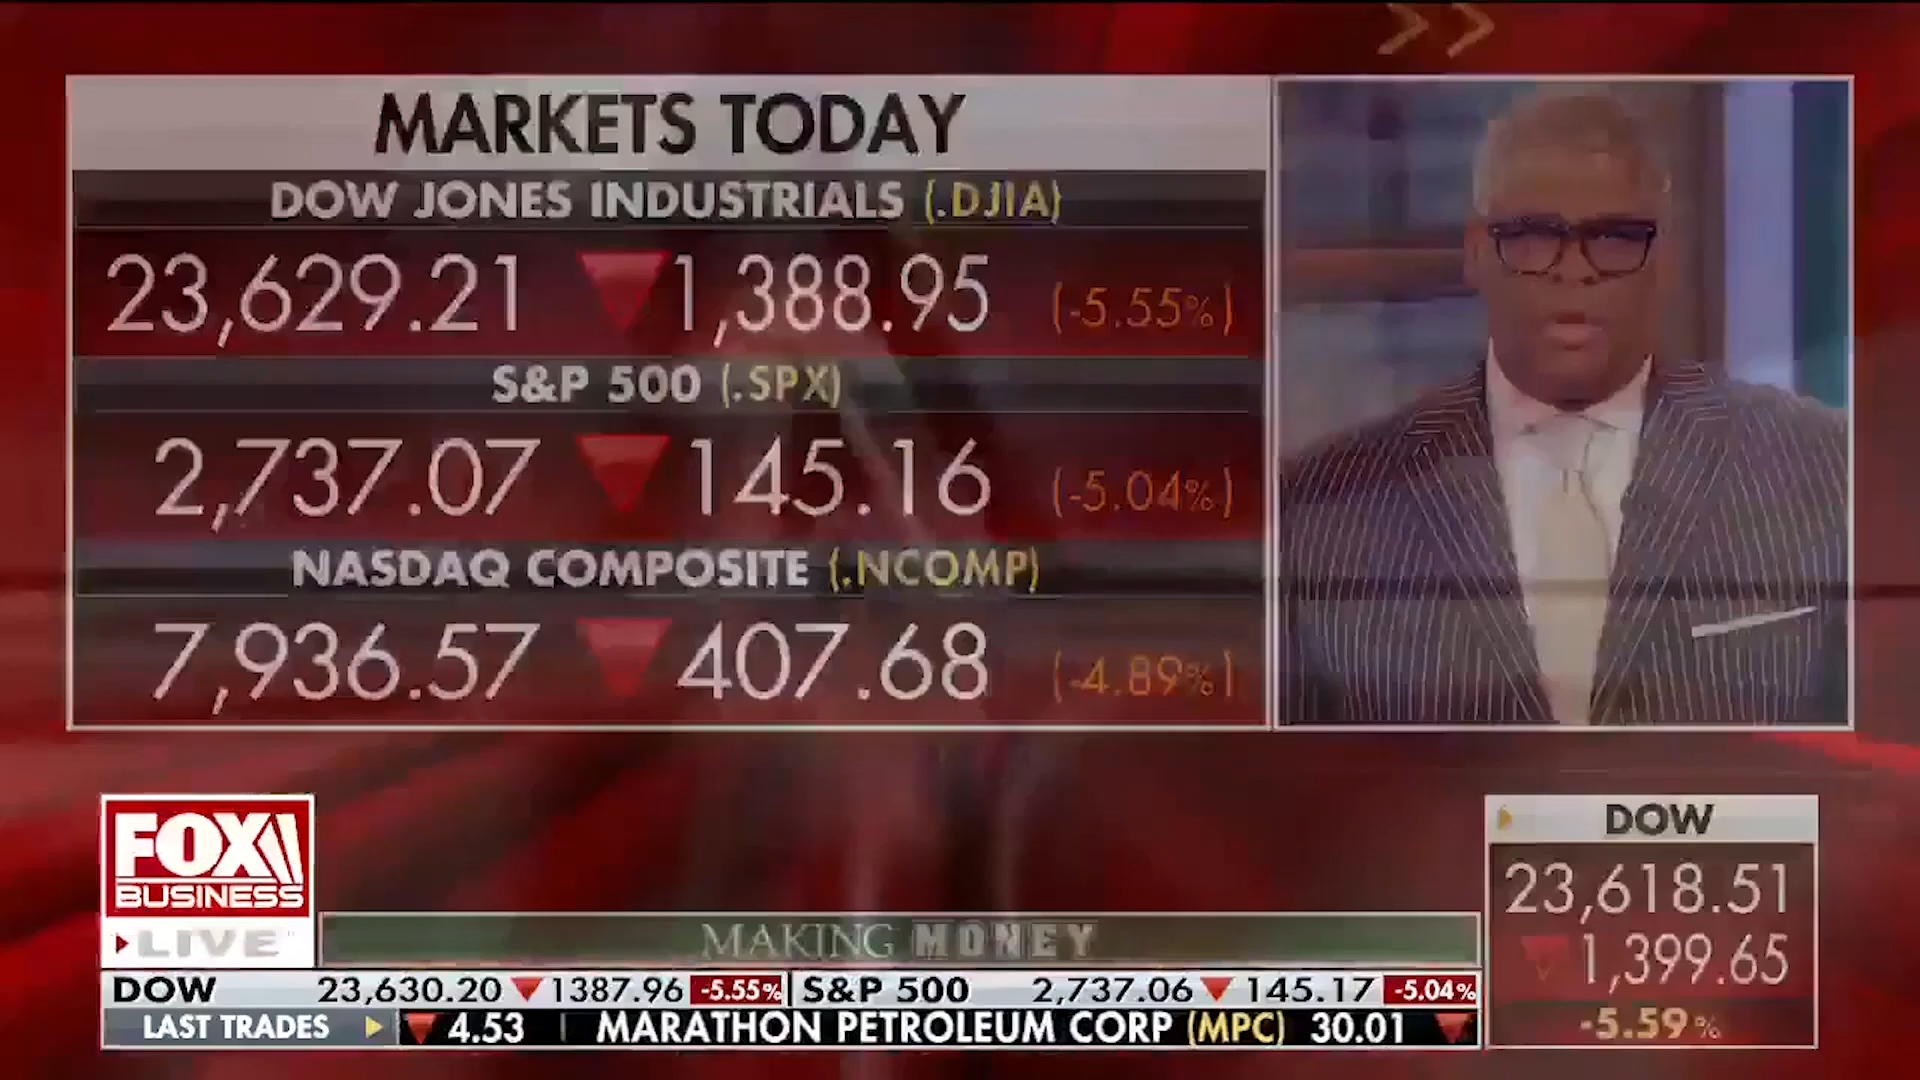 MARKETS TODAY
DOW JONES INDUSTRIALS (.DJIA)
23,629.21 ▼ 1,388.95 (-5.55%)
S&P 500 (.SPX)
2,737.07 ▼ 145.16 (-5.04%)
NASDAQ COMPOSITE (.NCOMP)
7,936.57 ▼ 407.68 (-4.89%)
FOX
BUSINESS
LIVE
MAKING MONEY
DOW 23,630.20 ▼ 1387.96 -5.55% S&P 500 2,737.06 ▼ 145.17 -5.04%
LAST TRADES ▼ 4.53 MARATHON PETROLEUM CORP (MPC) 30.01 ▼
DOW
23,618.51
▼ 1,399.65
-5.59%